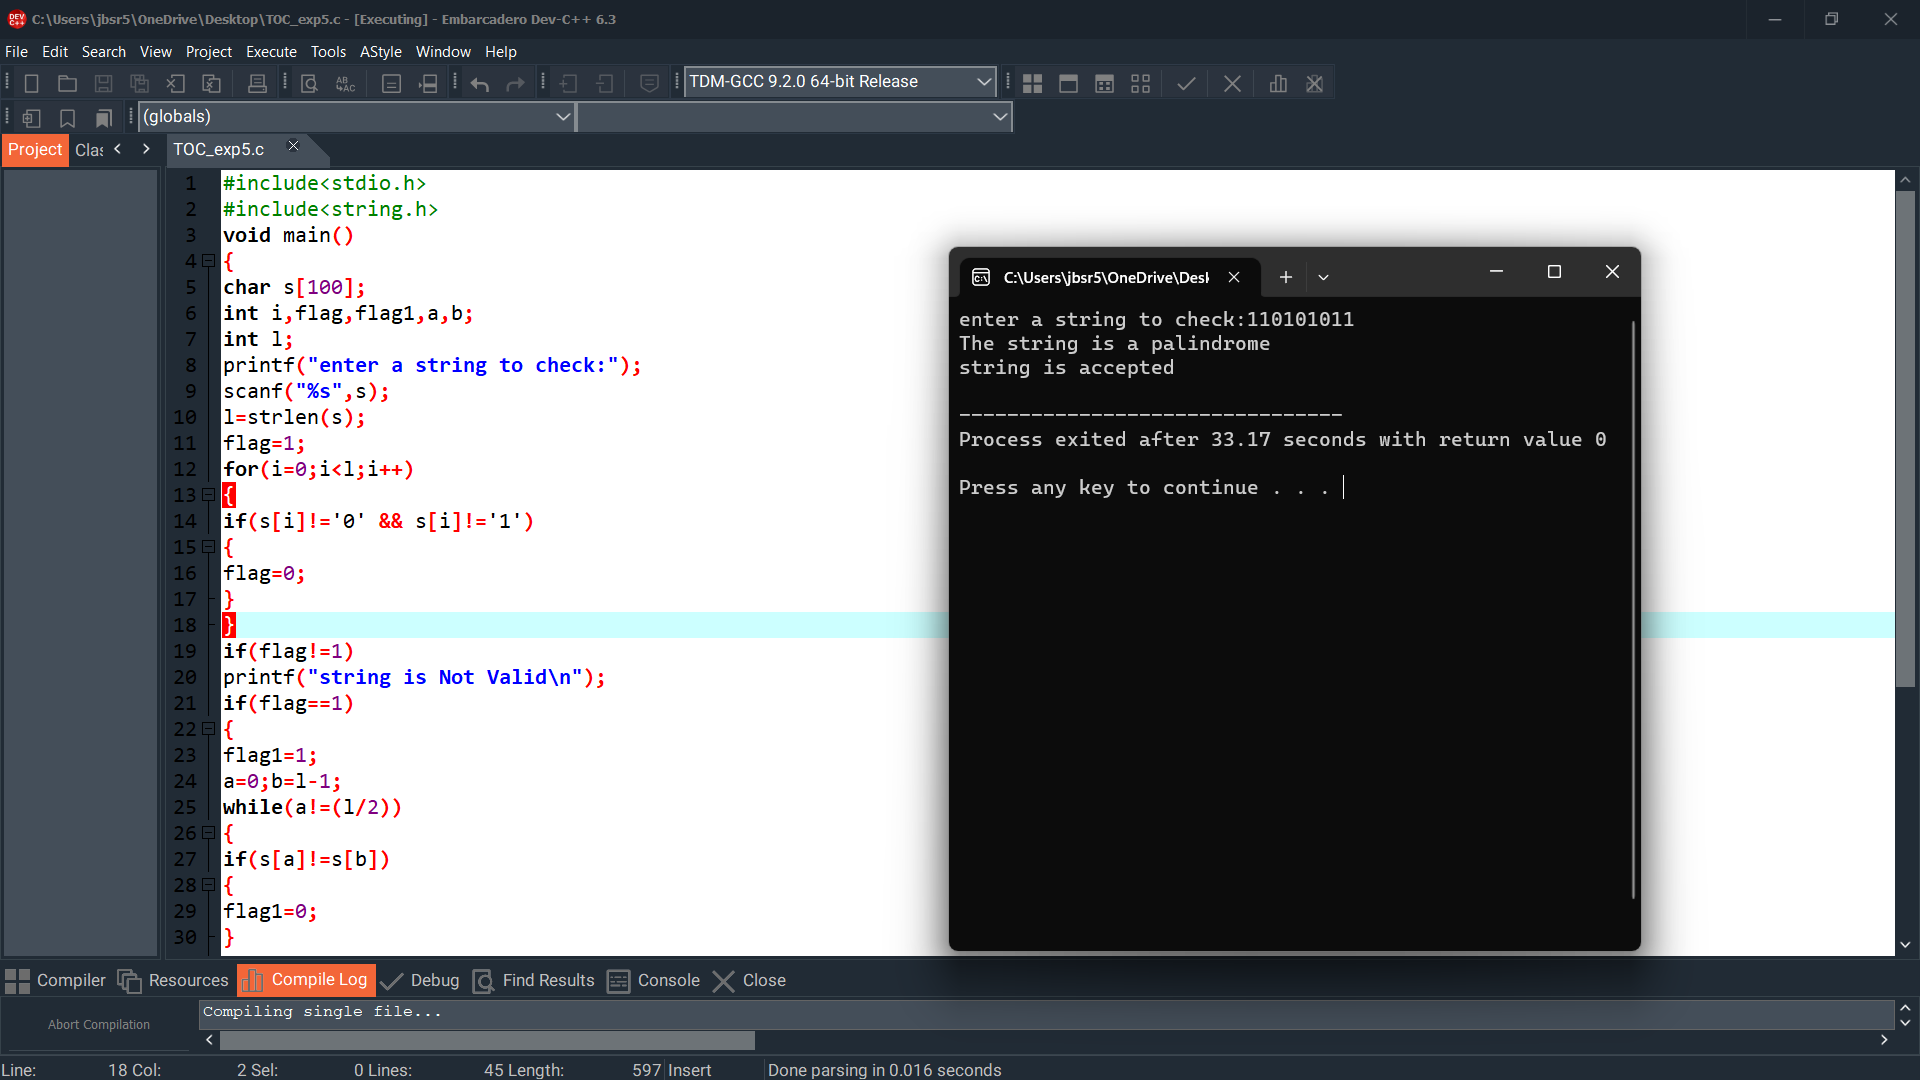 C:\Users\jbsr5\OneDrive\Desktop\TOC_exp5.c - [Executing] - Embarcadero Dev-C++ 6.3
File Edit Search View Project Execute Tools AStyle Window Help
TDM-GCC 9.2.0 64-bit Release
(globals)
Project Clas TOC_exp5.c
1 #include<stdio.h>
2 #include<string.h>
3 void main()
4 {
5 char s[100];
6 int i,flag,flag1,a,b;
7 int l;
8 printf("enter a string to check:");
9 scanf("%s",s);
10 l=strlen(s);
11 flag=1;
12 for(i=0;i<l;i++)
13 {
14 if(s[i]!='0' && s[i]!='1')
15 {
16 flag=0;
17 }
18 }
19 if(flag!=1)
20 printf("string is Not Valid\n");
21 if(flag==1)
22 {
23 flag1=1;
24 a=0;b=l-1;
25 while(a!=(l/2))
26 {
27 if(s[a]!=s[b])
28 {
29 flag1=0;
30 }
C:\Users\jbsr5\OneDrive\Desk
enter a string to check:110101011
The string is a palindrome
string is accepted
--------------------------------
Process exited after 33.17 seconds with return value 0
Press any key to continue . . .
Compiler Resources Compile Log Debug Find Results Console Close
Abort Compilation
Compiling single file...
Line: 18 Col: 2 Sel: 0 Lines: 45 Length: 597 Insert Done parsing in 0.016 seconds